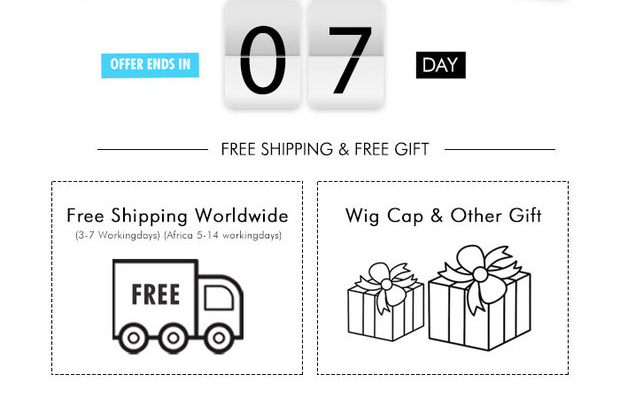 OFFER ENDS IN 07 DAY
FREE SHIPPING & FREE GIFT
Free Shipping Worldwide
(3-7 Workingdays) (Africa 5-14 workingdays)
FREE
Wig Cap & Other Gift